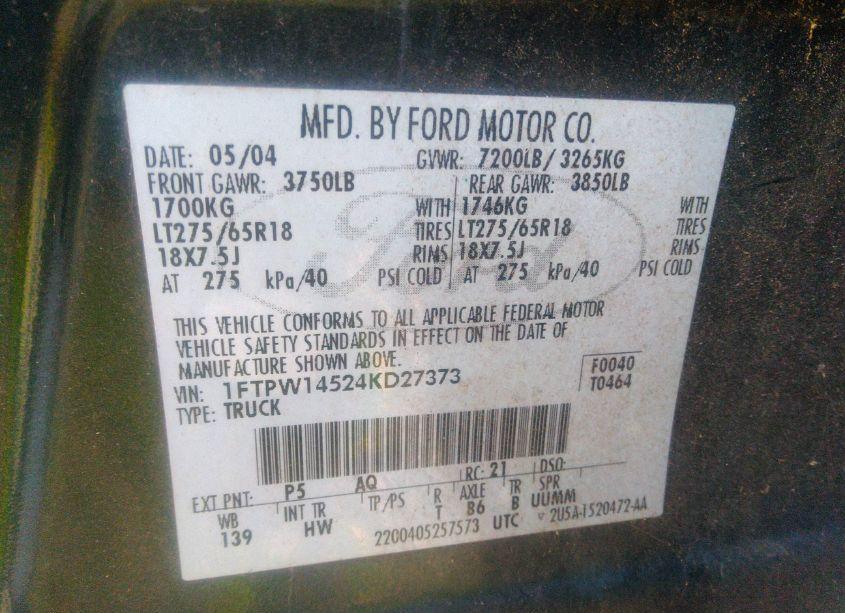 MFD. BY FORD MOTOR CO.
DATE: 05/04 GVWR: 7200LB/ 3265KG
FRONT GAWR: 3750LB REAR GAWR: 3850LB
1700KG WITH 1746KG WITH
LT275/65R18 TIRES LT275/65R18 TIRES
18X7.5J RIMS 18X7.5J RIMS
AT 275 kPa/40 PSI COLD AT 275 kPa/40 PSI COLD
Ford
THIS VEHICLE CONFORMS TO ALL APPLICABLE FEDERAL MOTOR
VEHICLE SAFETY STANDARDS IN EFFECT ON THE DATE OF
MANUFACTURE SHOWN ABOVE.
VIN: 1FTPW14524KD27373 F0040
TYPE: TRUCK T0464
EXT PNT: P5 AQ RC: 21 DSO:
WB INT TR TP/PS R AXLE TR SPR
139 HW T B6 B UUMM
2200405257573 UTC ▽ 2U5A-1520472-AA